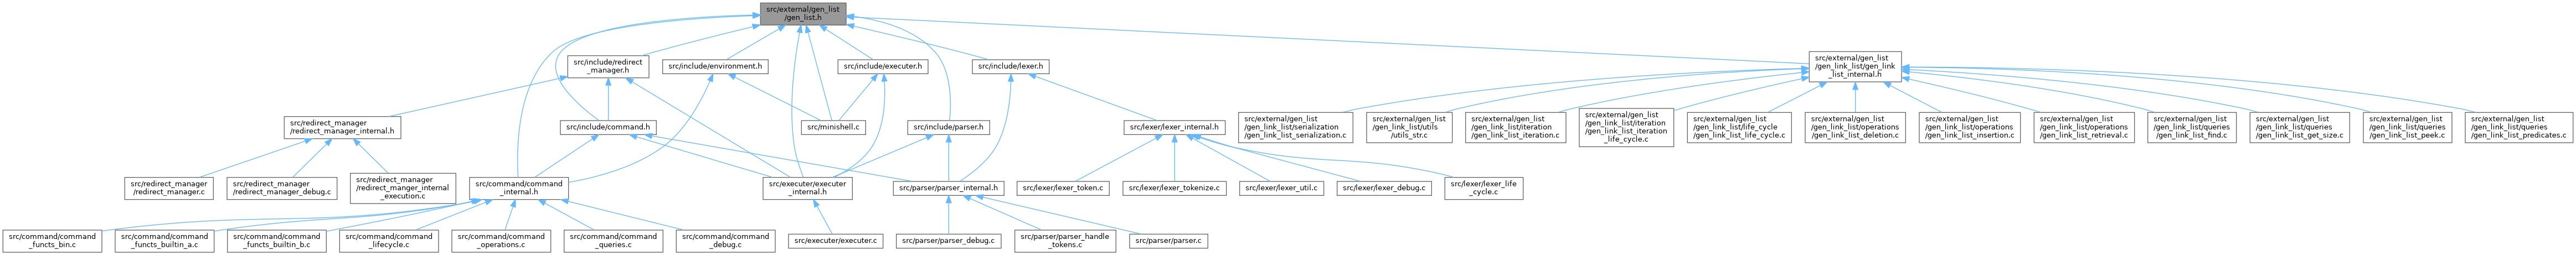 src/external/gen_list
/gen_list.h
src/external/gen_list
/gen_link_list/gen_link
_list_internal.h
src/include/redirect
_manager.h
src/include/environment.h
src/include/executer.h
src/include/lexer.h
src/external/gen_list
/gen_link_list/serialization
/gen_link_list_serialization.c
src/external/gen_list
/gen_link_list/utils
/utils_str.c
src/external/gen_list
/gen_link_list/iteration
/gen_link_list_iteration.c
src/external/gen_list
/gen_link_list/iteration
/gen_link_list_iteration
_life_cycle.c
src/external/gen_list
/gen_link_list/life_cycle
/gen_link_list_life_cycle.c
src/external/gen_list
/gen_link_list/operations
/gen_link_list_deletion.c
src/external/gen_list
/gen_link_list/operations
/gen_link_list_insertion.c
src/external/gen_list
/gen_link_list/operations
/gen_link_list_retrieval.c
src/external/gen_list
/gen_link_list/queries
/gen_link_list_find.c
src/external/gen_list
/gen_link_list/queries
/gen_link_list_get_size.c
src/external/gen_list
/gen_link_list/queries
/gen_link_list_peek.c
src/external/gen_list
/gen_link_list/queries
/gen_link_list_predicates.c
src/redirect_manager
/redirect_manager_internal.h
src/include/command.h
src/minishell.c
src/include/parser.h
src/lexer/lexer_internal.h
src/redirect_manager
/redirect_manager.c
src/redirect_manager
/redirect_manager_debug.c
src/redirect_manager
/redirect_manger_internal
_execution.c
src/command/command
_internal.h
src/executer/executer
_internal.h
src/parser/parser_internal.h
src/lexer/lexer_token.c
src/lexer/lexer_tokenize.c
src/lexer/lexer_util.c
src/lexer/lexer_debug.c
src/lexer/lexer_life
_cycle.c
src/command/command
_functs_bin.c
src/command/command
_functs_builtin_a.c
src/command/command
_functs_builtin_b.c
src/command/command
_lifecycle.c
src/command/command
_operations.c
src/command/command
_queries.c
src/command/command
_debug.c
src/executer/executer.c
src/parser/parser_debug.c
src/parser/parser_handle
_tokens.c
src/parser/parser.c